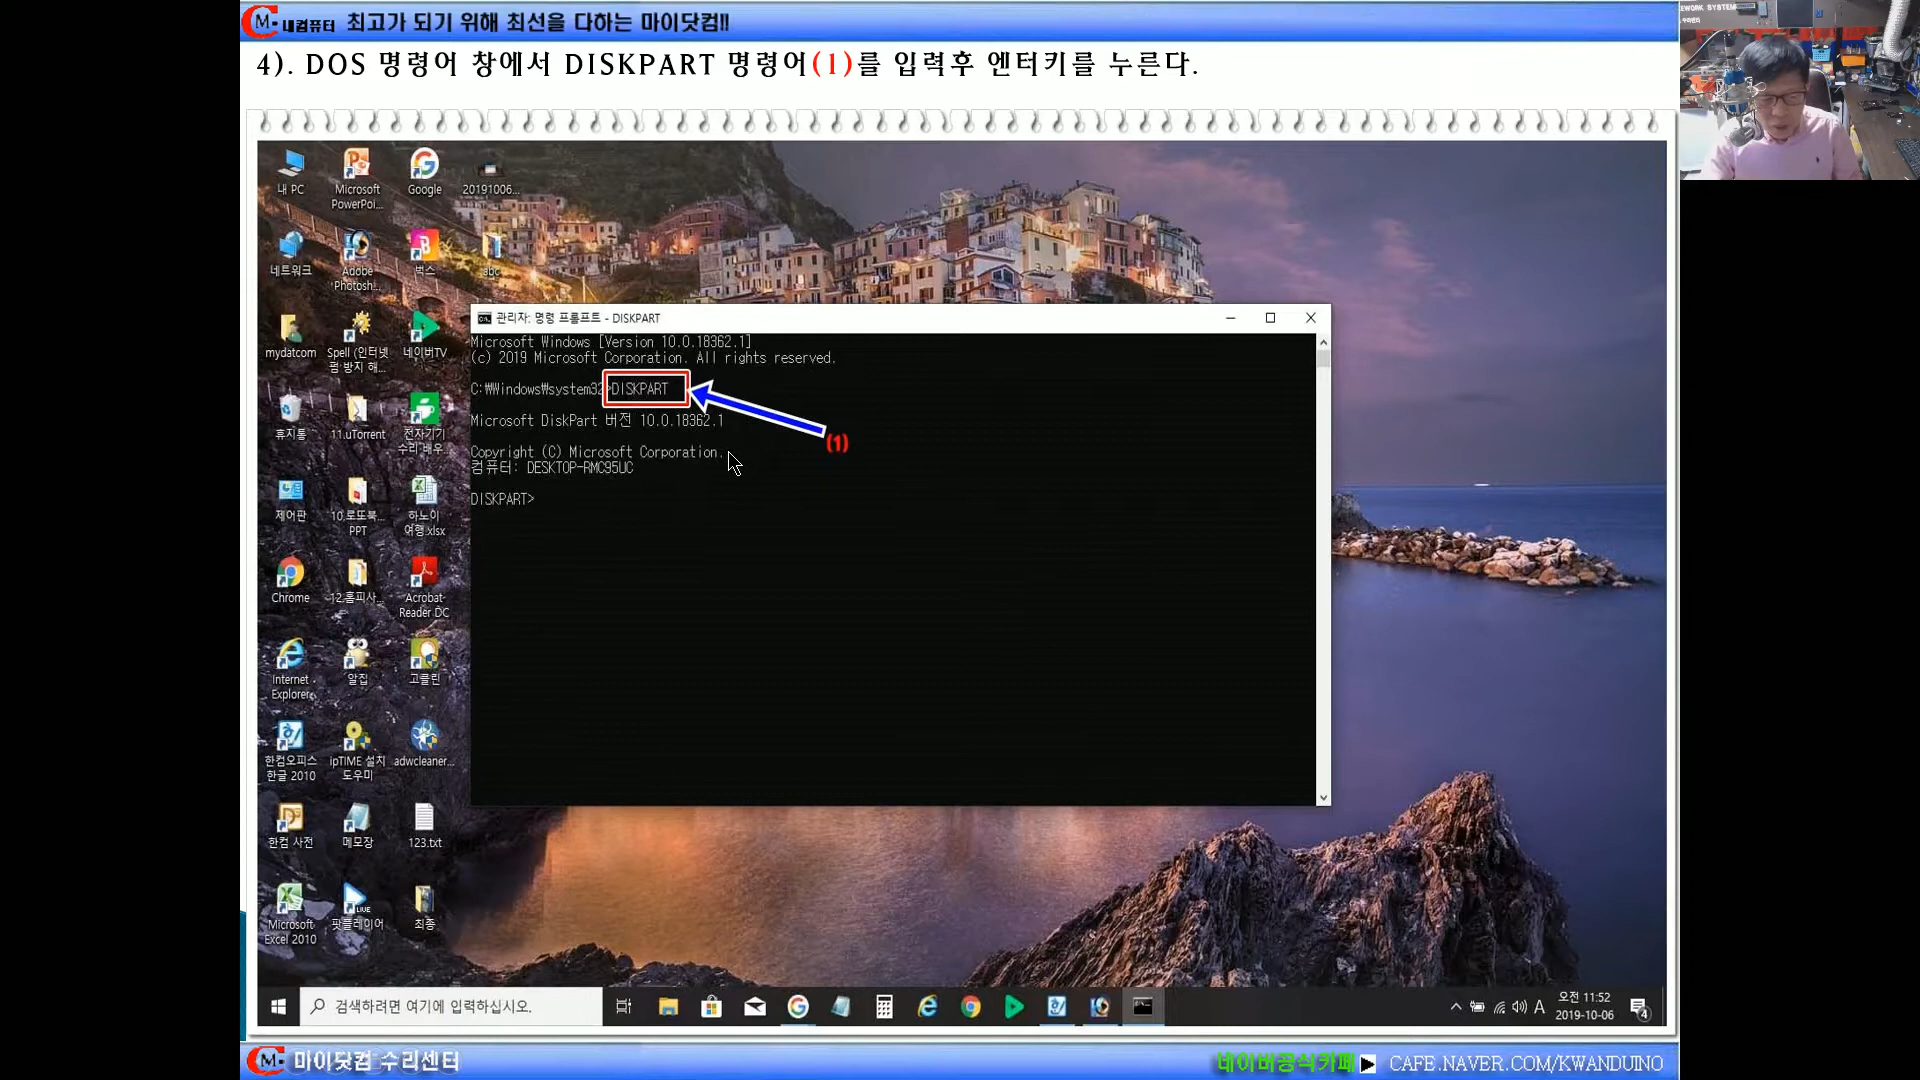 내컴퓨터 최고가 되기 위해 최선을 다하는 마이닷컴!!
4). DOS 명령어 창에서 DISKPART 명령어(1)를 입력후 엔터키를 누른다.
내 PC
Microsoft PowerPoi...
Google
20191006...
네트워크
Adobe Photosh...
벅스
abc
mydatcom
Spell (인터넷 펌 방지 해...
네이버TV
휴지통
11.uTorrent
전자기기 수리 배우...
제어판
10.로또북... PPT
하노이 여행.xlsx
Chrome
12.홈피사...
Acrobat Reader DC
Internet Explorer
알집
고클린
한컴오피스 한글 2010
ipTIME 설치 도우미
adwcleaner...
한컴 사전
메모장
123.txt
Microsoft Excel 2010
팟플레이어
최종
관리자: 명령 프롬프트 - DISKPART
Microsoft Windows [Version 10.0.18362.1]
(c) 2019 Microsoft Corporation. All rights reserved.
C:\Windows\system32>DISKPART
(1)
Microsoft DiskPart 버전 10.0.18362.1
Copyright (C) Microsoft Corporation.
컴퓨터: DESKTOP-RMC95UC
DISKPART>
검색하려면 여기에 입력하십시오.
A
오전 11:52
2019-10-06
4
마이닷컴 수리센터
네이버공식카페 ▶ CAFE.NAVER.COM/KWANDUINO